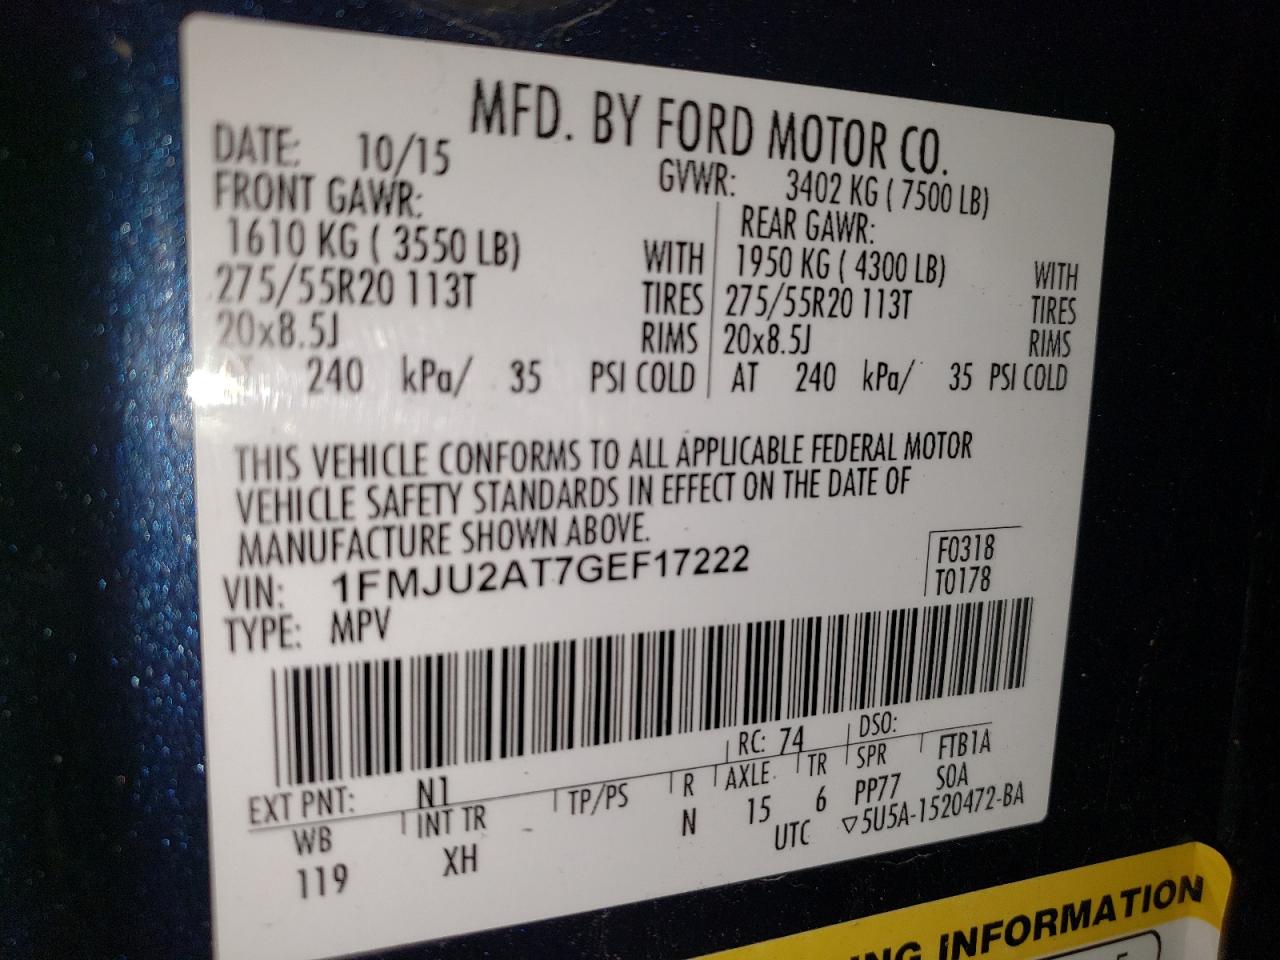 MFD. BY FORD MOTOR CO.
DATE: 10/15 GVWR: 3402 KG ( 7500 LB)
FRONT GAWR: REAR GAWR:
1610 KG ( 3550 LB) WITH 1950 KG ( 4300 LB) WITH
275/55R20 113T TIRES 275/55R20 113T TIRES
20x8.5J RIMS 20x8.5J RIMS
AT 240 kPa/ 35 PSI COLD AT 240 kPa/ 35 PSI COLD
THIS VEHICLE CONFORMS TO ALL APPLICABLE FEDERAL MOTOR
VEHICLE SAFETY STANDARDS IN EFFECT ON THE DATE OF
MANUFACTURE SHOWN ABOVE.
VIN: 1FMJU2AT7GEF17222 F0318
TYPE: MPV T0178
RC: 74 DSO:
EXT PNT: N1 FTB1A
WB INT TR TP/PS R AXLE TR SPR SOA
119 XH N 15 6 PP77
UTC ▽5U5A-1520472-BA
INFORMATION